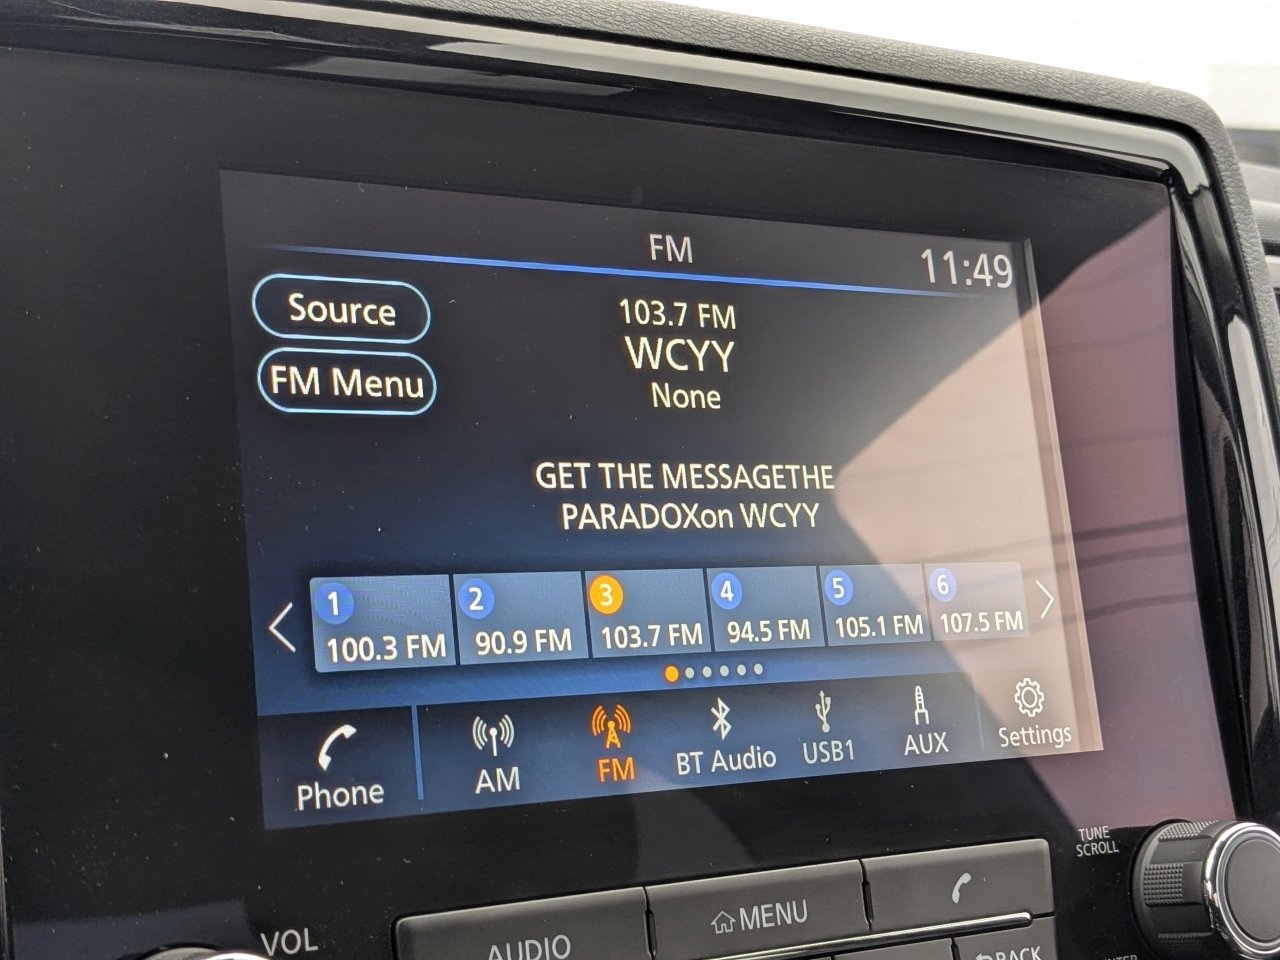 FM
11:49
Source
FM Menu
103.7 FM
WCYY
None
GET THE MESSAGETHE
PARADOXon WCYY
1 2 3 4 5 6
100.3 FM 90.9 FM 103.7 FM 94.5 FM 105.1 FM 107.5 FM
Phone AM FM BT Audio USB1 AUX Settings
TUNE
SCROLL
VOL
AUDIO
MENU
BACK